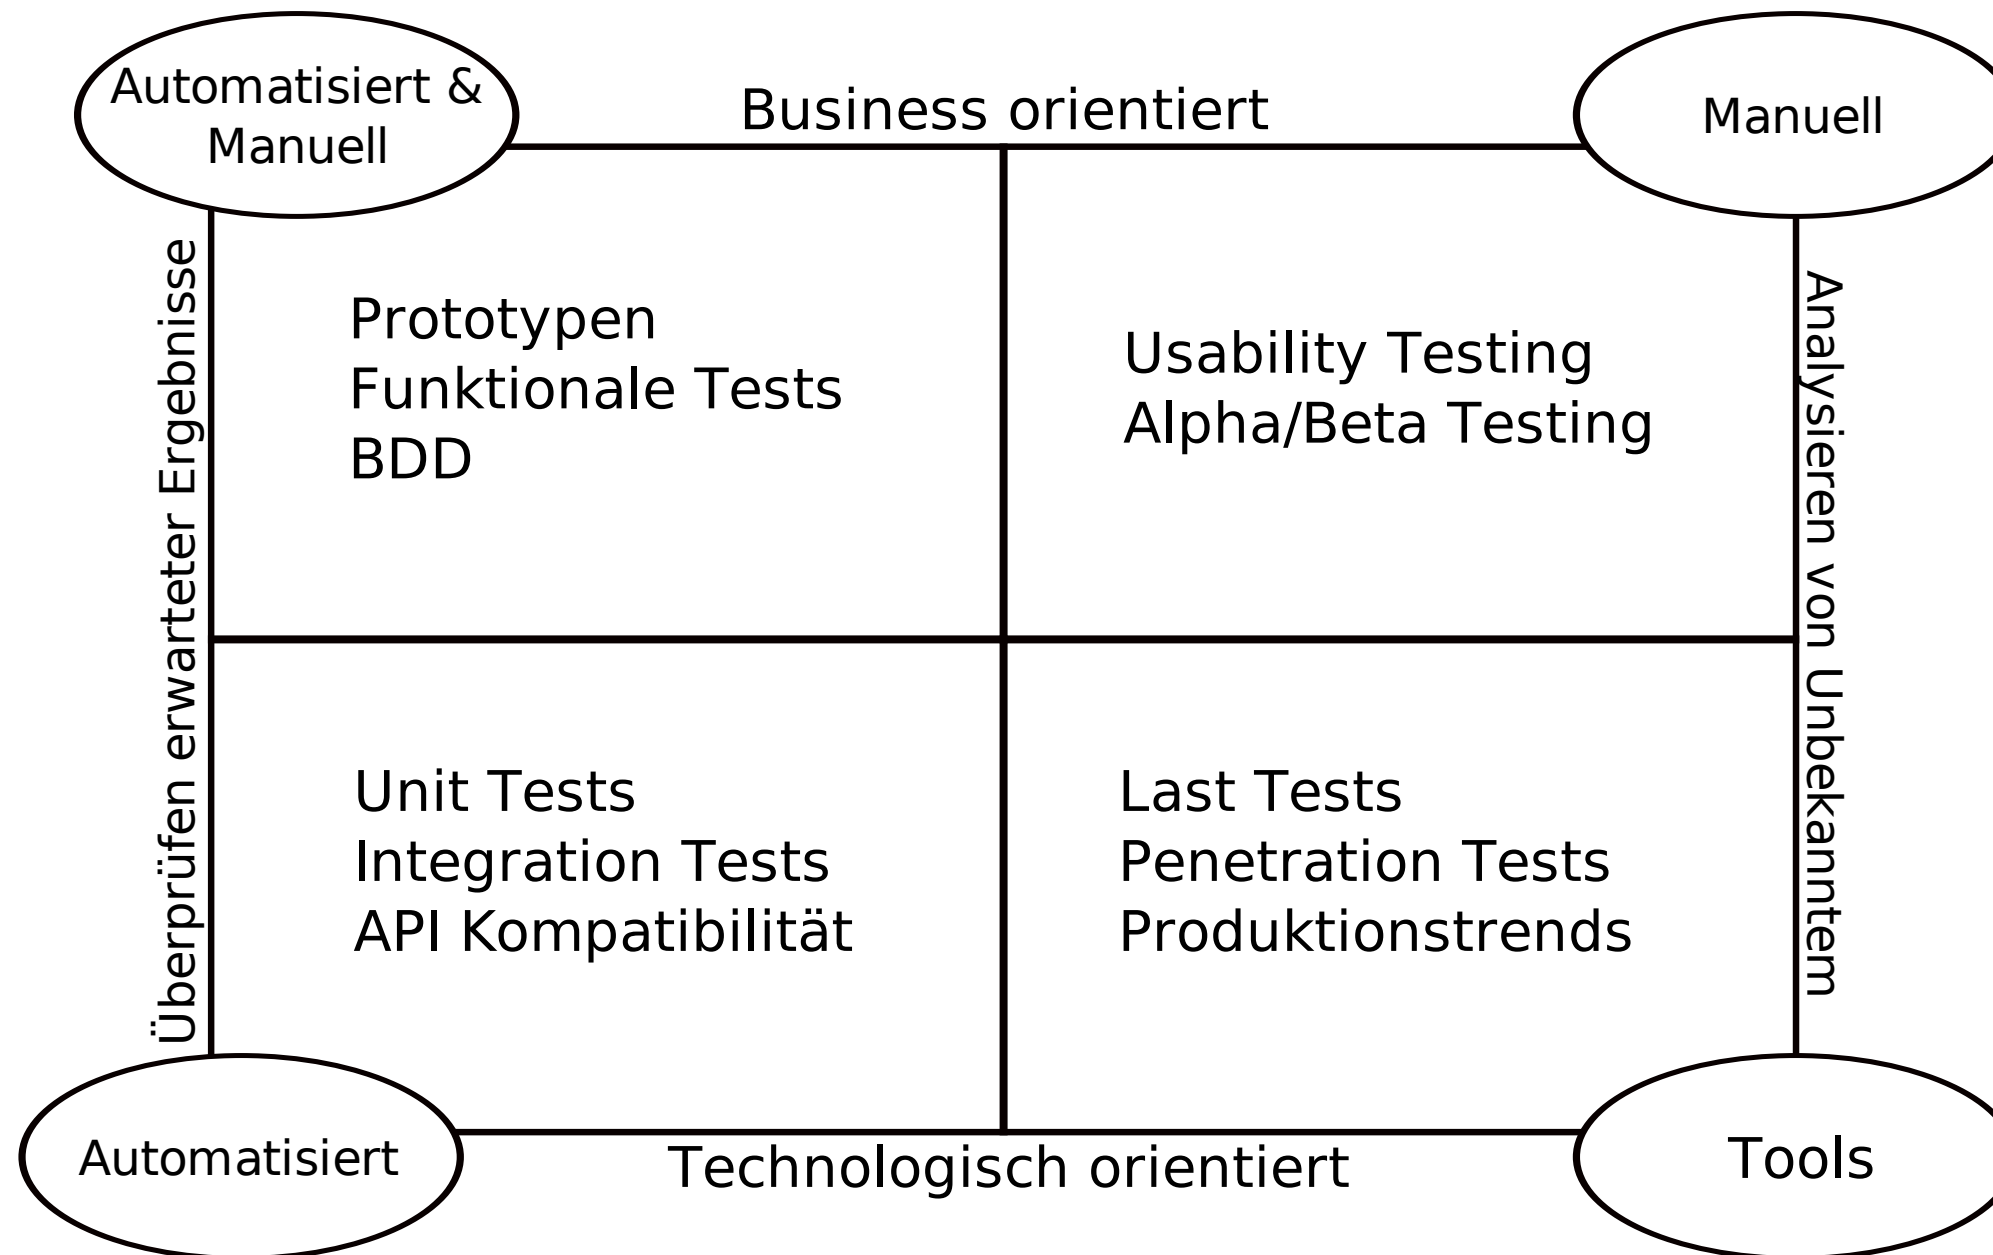 Automatisiert &
Manuell
Business orientiert
Manuell
Überprüfen erwarteter Ergebnisse
Prototypen
Funktionale Tests
BDD
Usability Testing
Alpha/Beta Testing
Analysieren von Unbekanntem
Unit Tests
Integration Tests
API Kompatibilität
Last Tests
Penetration Tests
Produktionstrends
Automatisiert
Technologisch orientiert
Tools